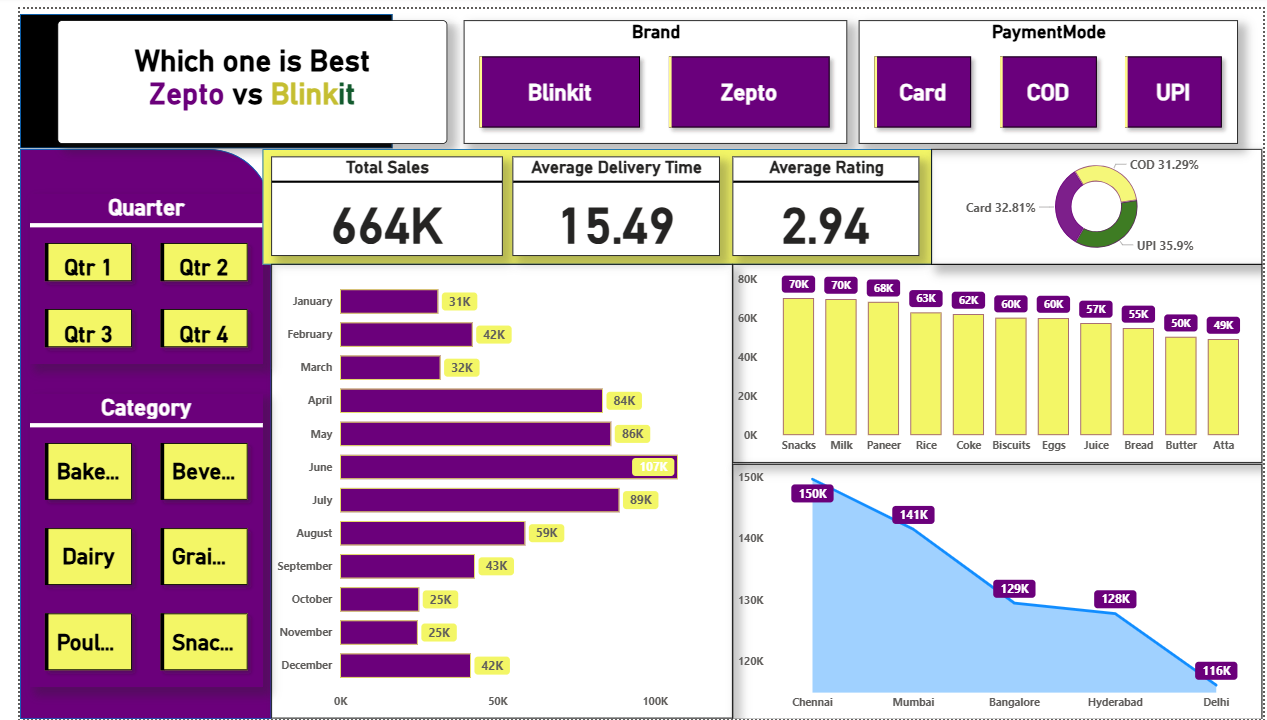 Which one is Best
Zepto vs Blinkit
Brand
Blinkit
Zepto
PaymentMode
Card
COD
UPI
Quarter
Qtr 1
Qtr 2
Qtr 3
Qtr 4
Category
Bake...
Beve...
Dairy
Grai...
Poul...
Snac...
Total Sales
664K
Average Delivery Time
15.49
Average Rating
2.94
COD 31.29%
Card 32.81%
UPI 35.9%
January 31K
February 42K
March 32K
April 84K
May 86K
June 107K
July 89K
August 59K
September 43K
October 25K
November 25K
December 42K
0K 50K 100K
80K
60K
40K
20K
0K
70K 70K 68K 63K 62K 60K 60K 57K 55K 50K 49K
Snacks Milk Paneer Rice Coke Biscuits Eggs Juice Bread Butter Atta
150K
140K
130K
120K
150K 141K 129K 128K 116K
Chennai Mumbai Bangalore Hyderabad Delhi